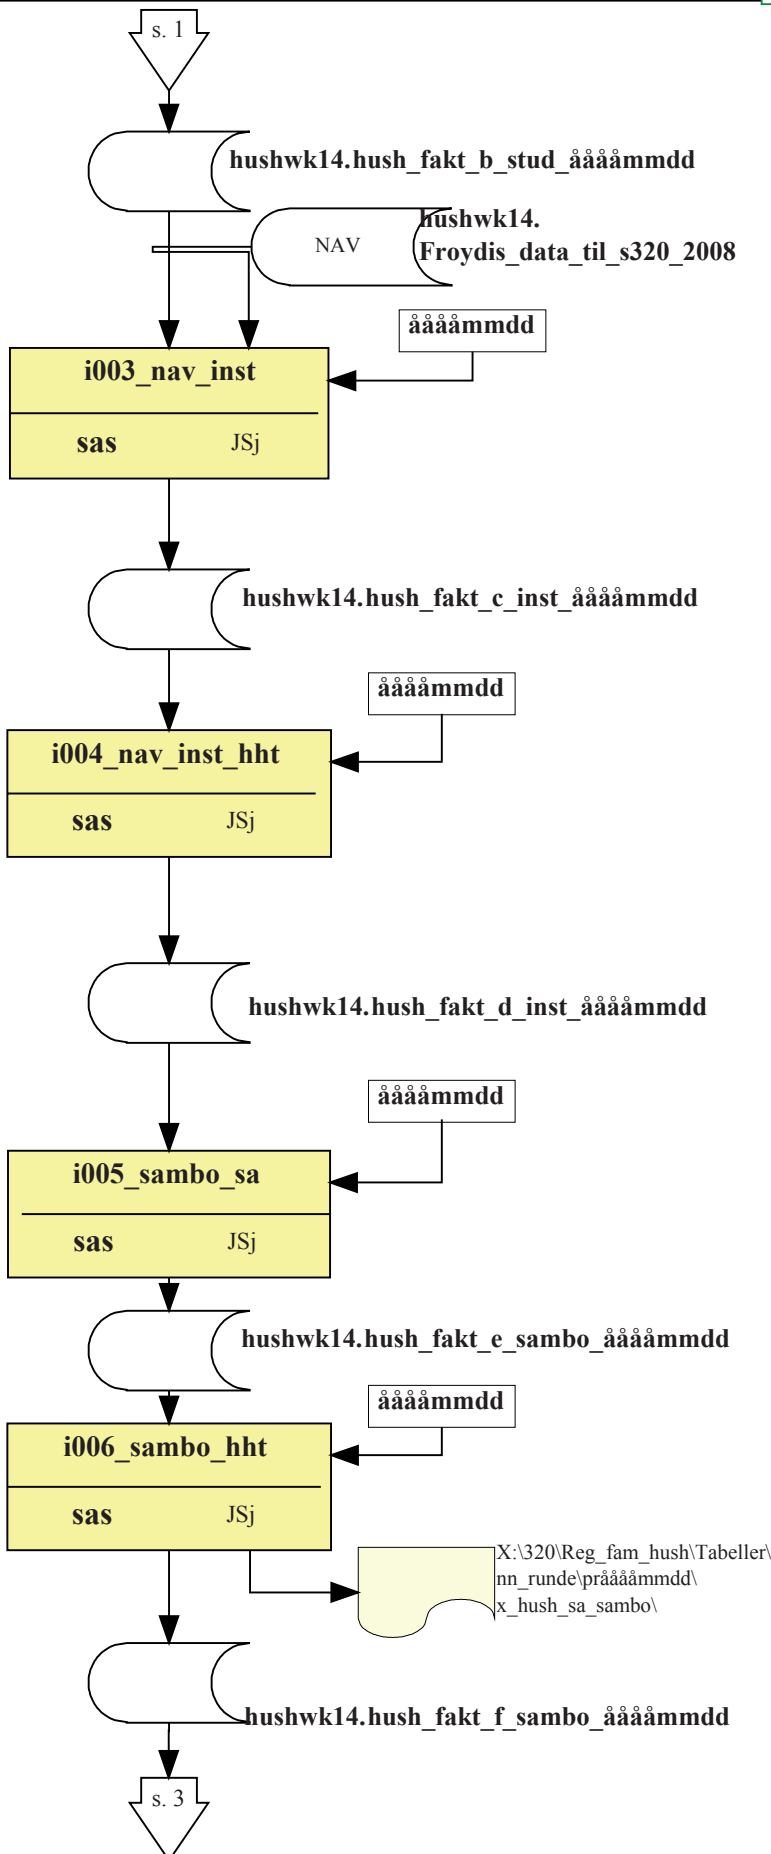 s. 1
hushwk14.hush_fakt_b_stud_ååååmmdd
NAV
hushwk14.
Froydis_data_til_s320_2008
ååååmmdd
i003_nav_inst
sas JSj
hushwk14.hush_fakt_c_inst_ååååmmdd
ååååmmdd
i004_nav_inst_hht
sas JSj
hushwk14.hush_fakt_d_inst_ååååmmdd
ååååmmdd
i005_sambo_sa
sas JSj
hushwk14.hush_fakt_e_sambo_ååååmmdd
ååååmmdd
i006_sambo_hht
sas JSj
X:\320\Reg_fam_hush\Tabeller\
nn_runde\prååååmmdd\
x_hush_sa_sambo\
hushwk14.hush_fakt_f_sambo_ååååmmdd
s. 3